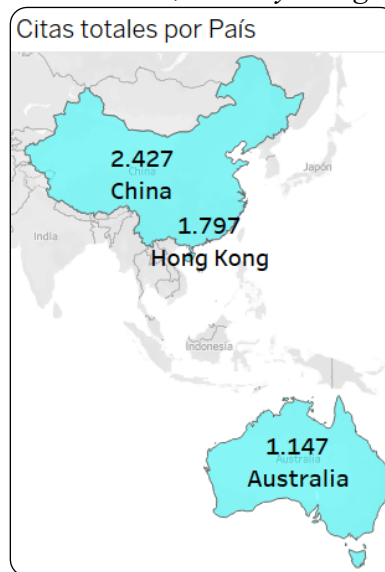 Citas totales por País
China
2.427
China
Japón
India
1.797
Hong Kong
Indonesia
Australia
1.147
Australia